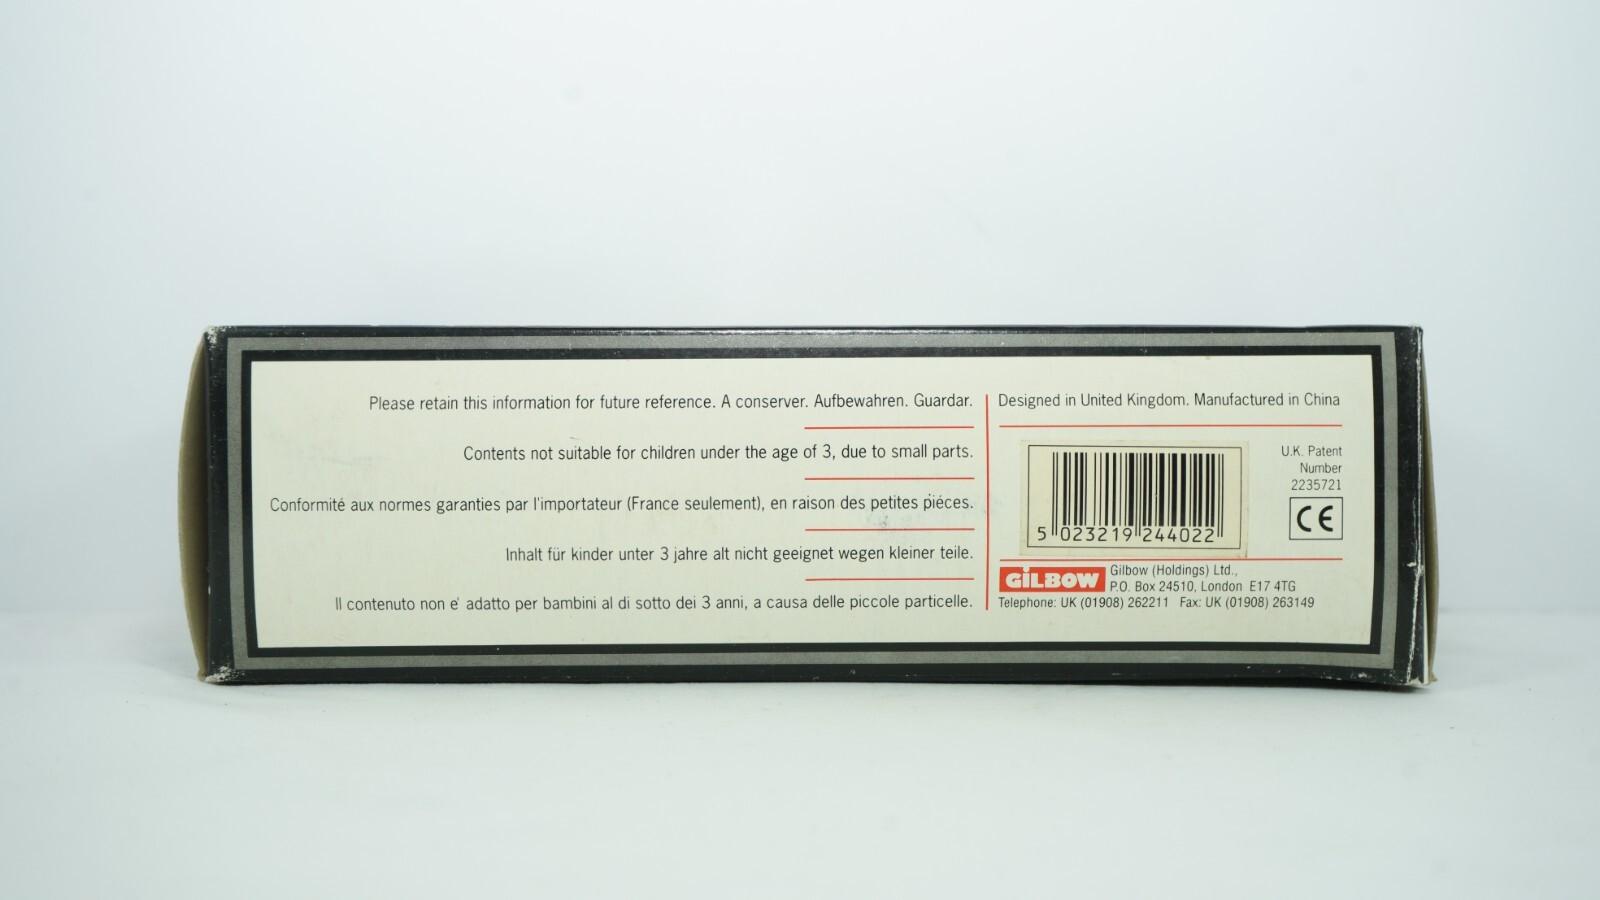 Please retain this information for future reference. A conserver. Aufbewahren. Guardar.
Contents not suitable for children under the age of 3, due to small parts.
Conformité aux normes garanties par l'importateur (France seulement), en raison des petites piéces.
Inhalt für kinder unter 3 jahre alt nicht geeignet wegen kleiner teile.
Il contenuto non e' adatto per bambini al di sotto dei 3 anni, a causa delle piccole particelle.
Designed in United Kingdom. Manufactured in China
5 023219 244022
U.K. Patent
Number
2235721
CE
GILBOW
Gilbow (Holdings) Ltd.,
P.O. Box 24510, London E17 4TG
Telephone: UK (01908) 262211 Fax: UK (01908) 263149